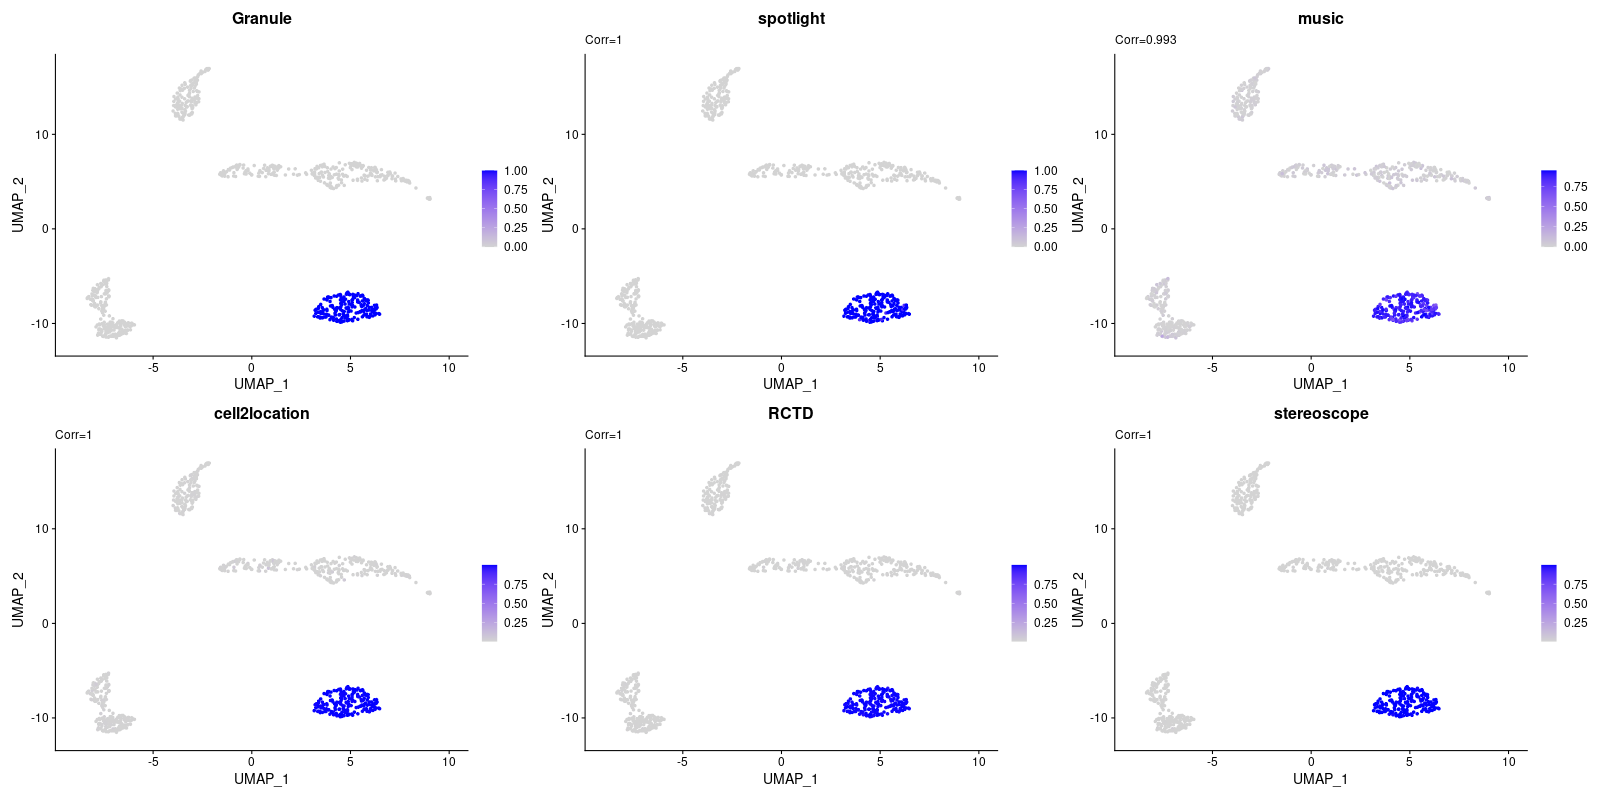 Granule
UMAP_2
10
0
-10
-5
0
5
10
UMAP_1
1.00
0.75
0.50
0.25
0.00
spotlight
Corr=1
UMAP_2
10
0
-10
-5
0
5
10
UMAP_1
1.00
0.75
0.50
0.25
0.00
music
Corr=0.993
UMAP_2
10
0
-10
-5
0
5
10
UMAP_1
0.75
0.50
0.25
0.00
cell2location
Corr=1
UMAP_2
10
0
-10
-5
0
5
10
UMAP_1
0.75
0.50
0.25
RCTD
Corr=1
UMAP_2
10
0
-10
-5
0
5
10
UMAP_1
0.75
0.50
0.25
stereoscope
Corr=1
UMAP_2
10
0
-10
-5
0
5
10
UMAP_1
0.75
0.50
0.25